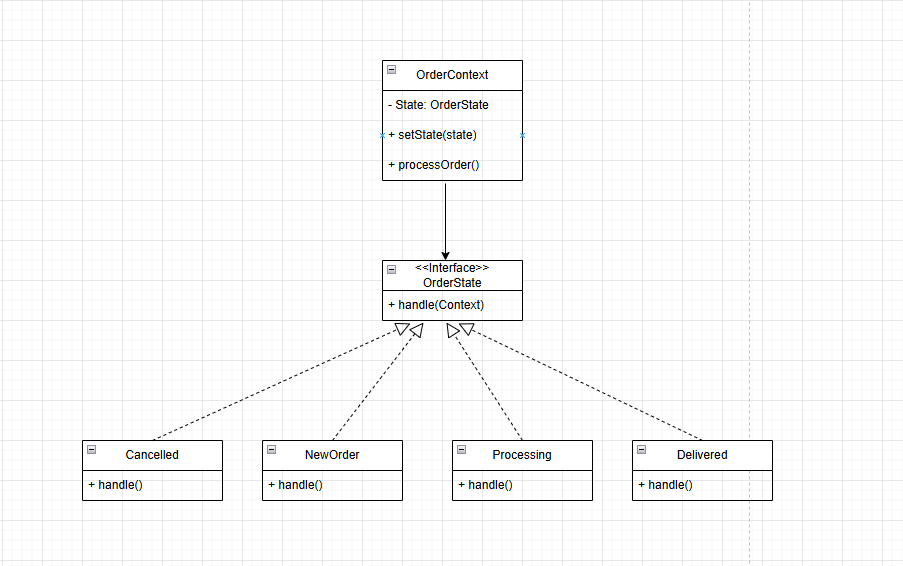 OrderContext
- State: OrderState
+ setState(state)
+ processOrder()
<<Interface>>
OrderState
+ handle(Context)
Cancelled
+ handle()
NewOrder
+ handle()
Processing
+ handle()
Delivered
+ handle()